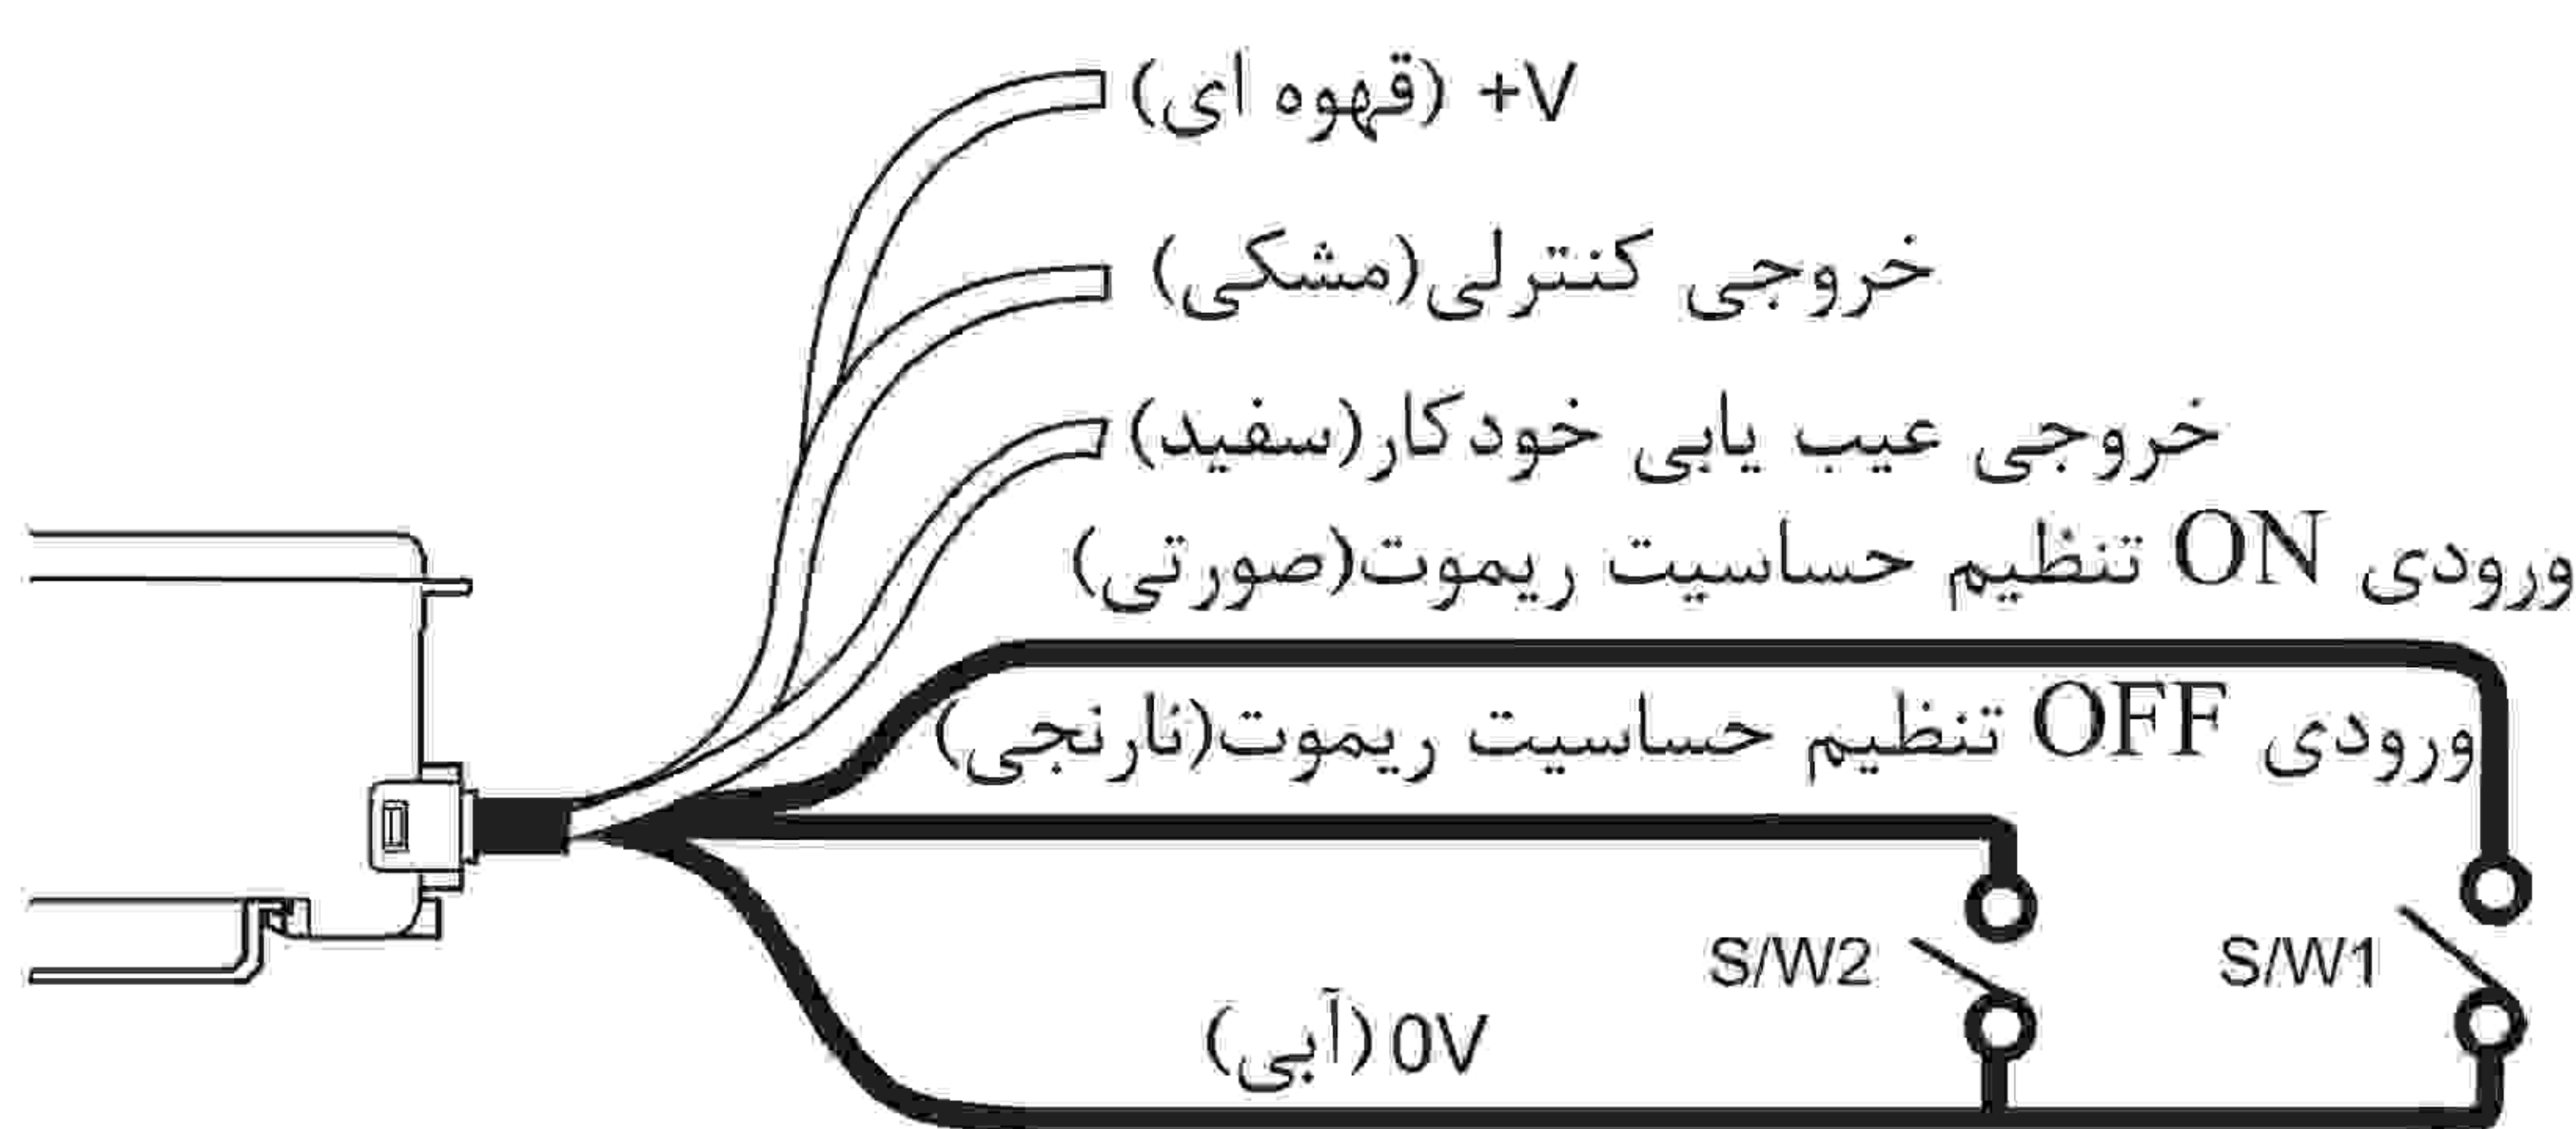 +V (قهوه ای)
خروجی کنترلی(مشکی)
خروجی عیب یابی خودکار(سفید)
ورودی ON تنظیم حساسیت ریموت(صورتی)
ورودی OFF تنظیم حساسیت ریموت(نارنجی)
S/W2
S/W1
0V(آبی)